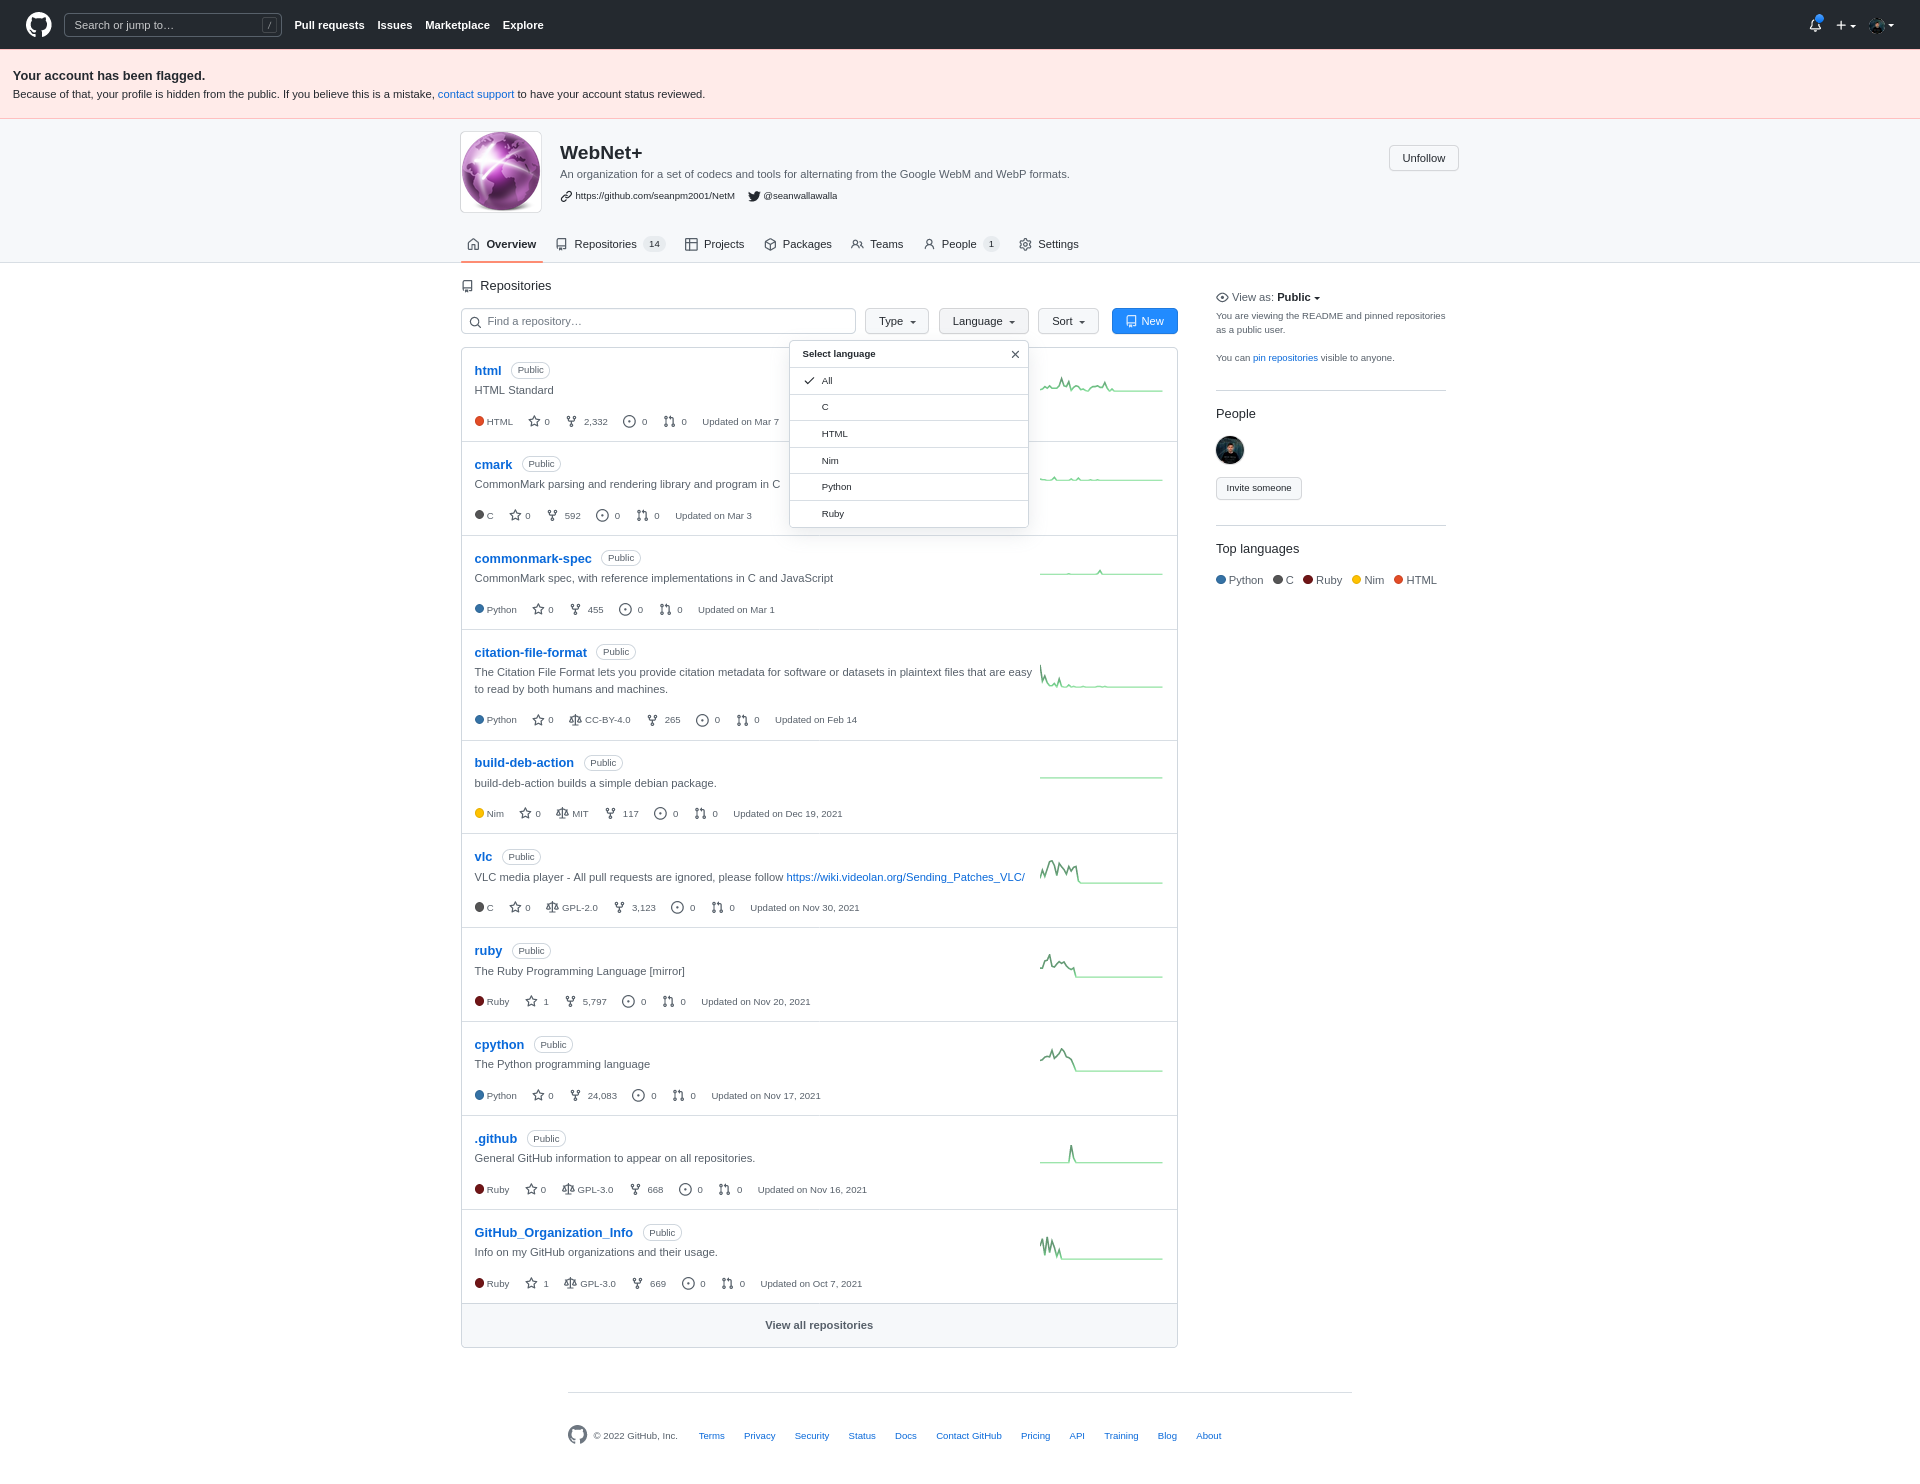 Search or jump to… /
Pull requests Issues Marketplace Explore
Your account has been flagged.
Because of that, your profile is hidden from the public. If you believe this is a mistake, contact support to have your account status reviewed.
WebNet+
An organization for a set of codecs and tools for alternating from the Google WebM and WebP formats.
https://github.com/seanpm2001/NetM @seanwallawalla
Unfollow
Overview Repositories 14 Projects Packages Teams People 1 Settings
Repositories
Find a repository…
Type Language Sort New
Select language
All
C
HTML
Nim
Python
Ruby
html Public
HTML Standard
HTML 0 2,332 0 0 Updated on Mar 7
cmark Public
CommonMark parsing and rendering library and program in C
C 0 592 0 0 Updated on Mar 3
commonmark-spec Public
CommonMark spec, with reference implementations in C and JavaScript
Python 0 455 0 0 Updated on Mar 1
citation-file-format Public
The Citation File Format lets you provide citation metadata for software or datasets in plaintext files that are easy
to read by both humans and machines.
Python 0 CC-BY-4.0 265 0 0 Updated on Feb 14
build-deb-action Public
build-deb-action builds a simple debian package.
Nim 0 MIT 117 0 0 Updated on Dec 19, 2021
vlc Public
VLC media player - All pull requests are ignored, please follow https://wiki.videolan.org/Sending_Patches_VLC/
C 0 GPL-2.0 3,123 0 0 Updated on Nov 30, 2021
ruby Public
The Ruby Programming Language [mirror]
Ruby 1 5,797 0 0 Updated on Nov 20, 2021
cpython Public
The Python programming language
Python 0 24,083 0 0 Updated on Nov 17, 2021
.github Public
General GitHub information to appear on all repositories.
Ruby 0 GPL-3.0 668 0 0 Updated on Nov 16, 2021
GitHub_Organization_Info Public
Info on my GitHub organizations and their usage.
Ruby 1 GPL-3.0 669 0 0 Updated on Oct 7, 2021
View all repositories
View as: Public
You are viewing the README and pinned repositories
as a public user.
You can pin repositories visible to anyone.
People
Invite someone
Top languages
Python C Ruby Nim HTML
© 2022 GitHub, Inc. Terms Privacy Security Status Docs Contact GitHub Pricing API Training Blog About